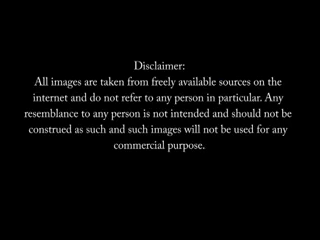 Disclaimer:
All images are taken from freely available sources on the
internet and do not refer to any person in particular. Any
resemblance to any person is not intended and should not be
construed as such and such images will not be used for any
commercial purpose.